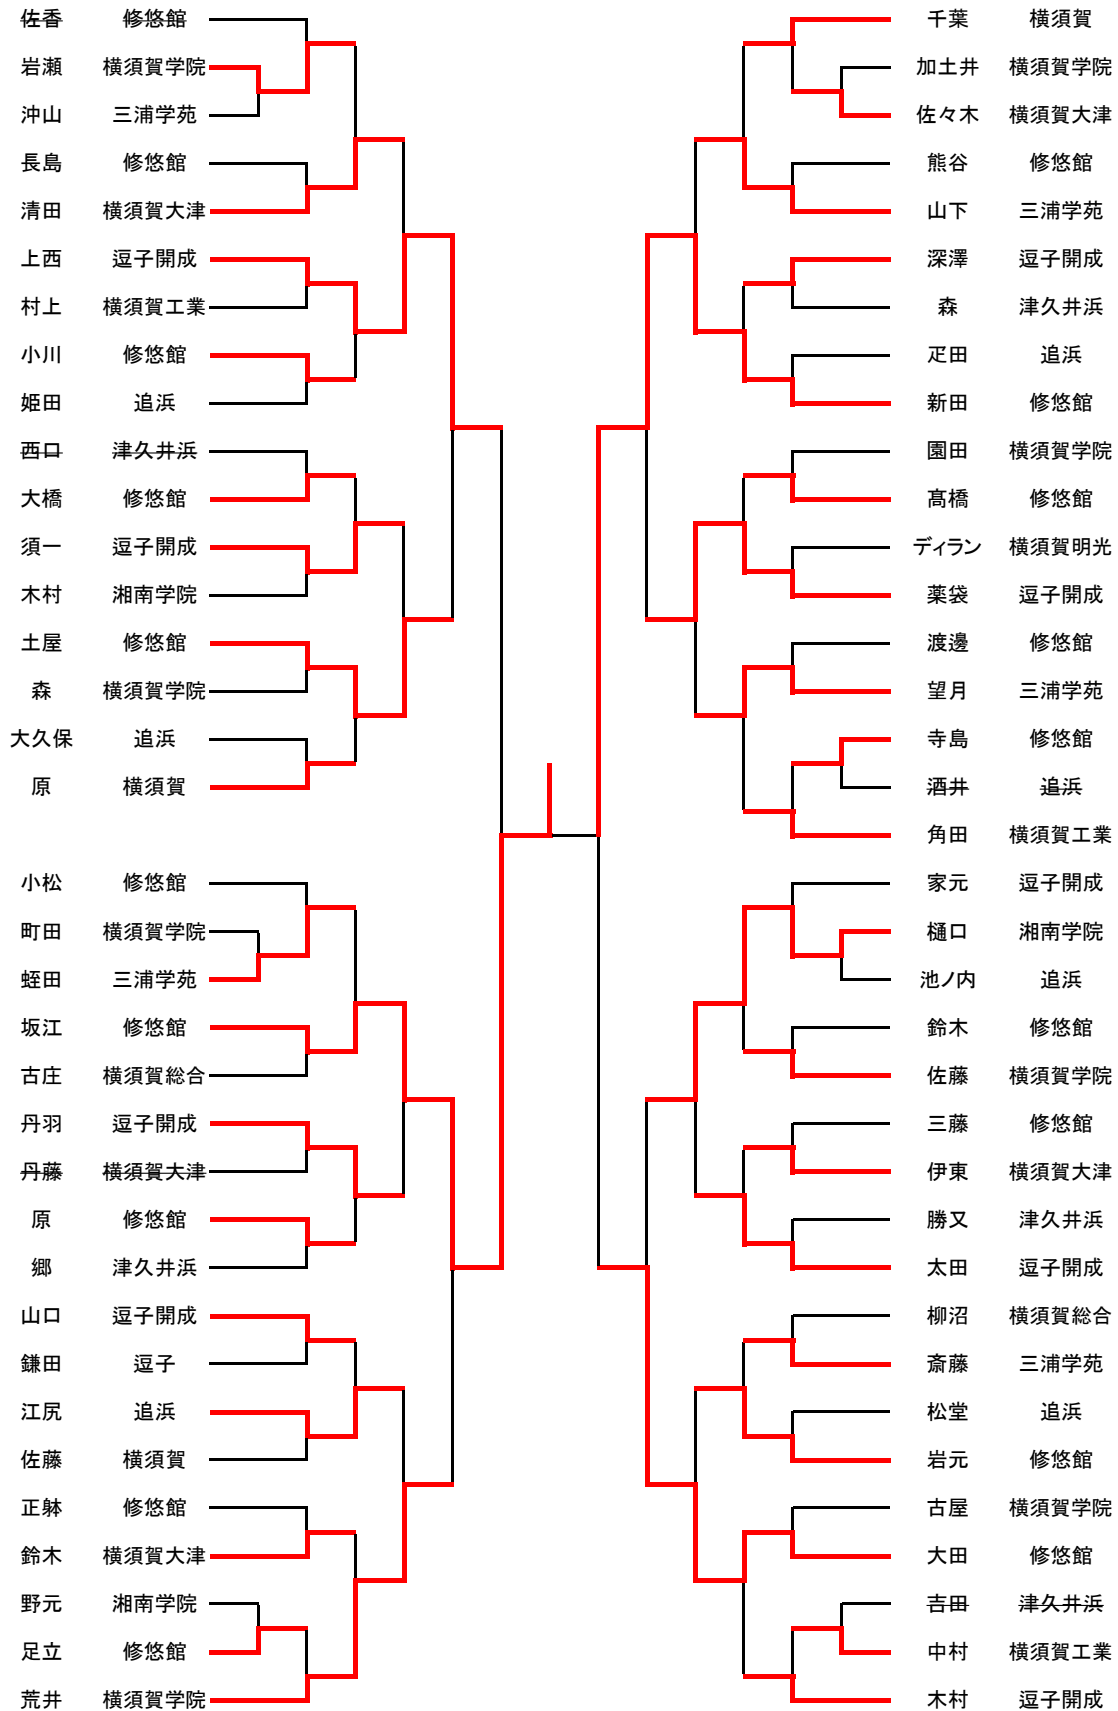 佐香 修悠館
岩瀬 横須賀学院
沖山 三浦学苑
長島 修悠館
清田 横須賀大津
上西 逗子開成
村上 横須賀工業
小川 修悠館
姫田 追浜
西口 津久井浜
大橋 修悠館
須一 逗子開成
木村 湘南学院
土屋 修悠館
森 横須賀学院
大久保 追浜
原 横須賀
小松 修悠館
町田 横須賀学院
蛭田 三浦学苑
坂江 修悠館
古庄 横須賀総合
丹羽 逗子開成
丹藤 横須賀大津
原 修悠館
郷 津久井浜
山口 逗子開成
鎌田 逗子
江尻 追浜
佐藤 横須賀
正躰 修悠館
鈴木 横須賀大津
野元 湘南学院
足立 修悠館
荒井 横須賀学院
千葉 横須賀
加土井 横須賀学院
佐々木 横須賀大津
熊谷 修悠館
山下 三浦学苑
深澤 逗子開成
森 津久井浜
疋田 追浜
新田 修悠館
園田 横須賀学院
髙橋 修悠館
ディラン 横須賀明光
薬袋 逗子開成
渡邊 修悠館
望月 三浦学苑
寺島 修悠館
酒井 追浜
角田 横須賀工業
家元 逗子開成
樋口 湘南学院
池ノ内 追浜
鈴木 修悠館
佐藤 横須賀学院
三藤 修悠館
伊東 横須賀大津
勝又 津久井浜
太田 逗子開成
柳沼 横須賀総合
斎藤 三浦学苑
松堂 追浜
岩元 修悠館
古屋 横須賀学院
大田 修悠館
吉田 津久井浜
中村 横須賀工業
木村 逗子開成